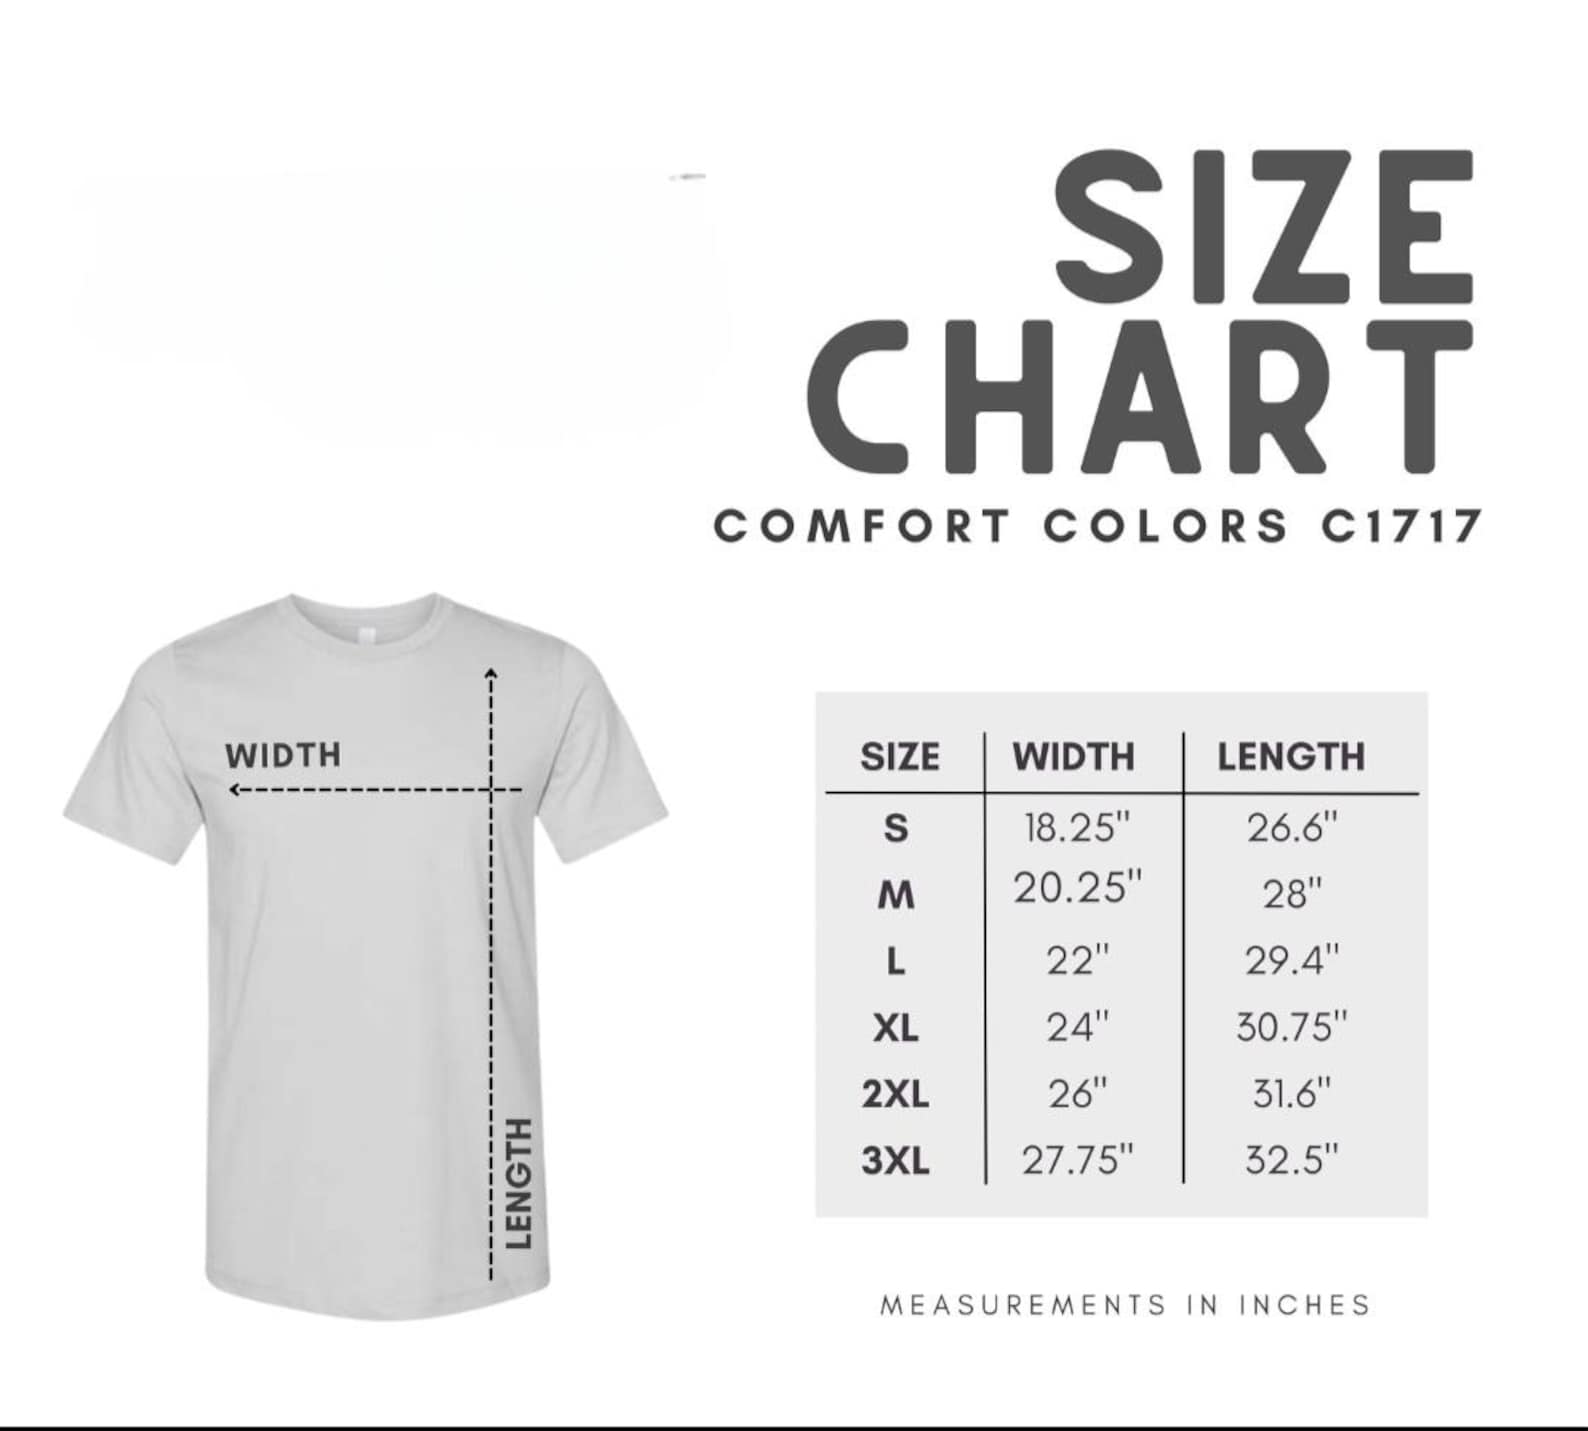 SIZE
CHART
COMFORT COLORS C1717
WIDTH
LENGTH
SIZE WIDTH LENGTH
S 18.25" 26.6"
M 20.25" 28"
L 22" 29.4"
XL 24" 30.75"
2XL 26" 31.6"
3XL 27.75" 32.5"
MEASUREMENTS IN INCHES